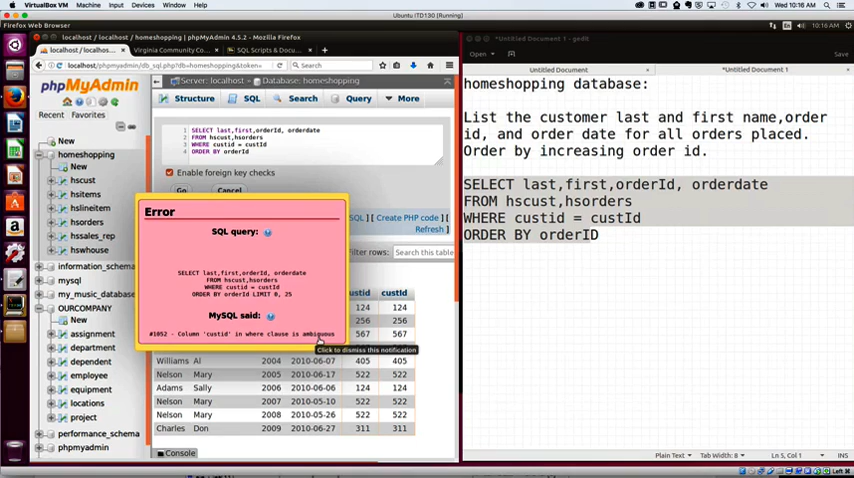 VirtualBox VM Machine Input Devices Window Help
Wed 10:16 AM
Ubuntu ITD130 [Running]
Firefox Web Browser
10:16 AM
localhost / localhost / homeshopping | phpMyAdmin 4.5.2 - Mozilla Firefox
localhost / localhos...
Virginia Community Co...
SQL Scripts & Docu...
localhost/phpmyadmin/db_sql.php?db=homeshopping&token=
Search
phpMyAdmin
Recent Favorites
New
homeshopping
New
hscust
hsitems
hslineitem
hsorders
hssales_rep
hswhouse
information_schema
mysql
my_music_database
OURCOMPANY
New
assignment
department
dependent
employee
equipment
locations
project
performance_schema
phpmyadmin
Server: localhost » Database: homeshopping
Structure SQL Search Query More
1 SELECT last,first,orderId, orderdate
2 FROM hscust,hsorders
3 WHERE custid = custId
4 ORDER BY orderId
Enable foreign key checks
Go Cancel
SQL ] [ Create PHP code ] [
Refresh ]
Filter rows: Search this table
custid custId
124 124
256 256
567 567
Williams Al 2004 2010-06-07 405 405
Nelson Mary 2005 2010-05-27 522 522
Adams Sally 2006 124 124
Nelson Mary 2007 522 522
Nelson Mary 2008 2010-05-26 522 522
Charles Don 2009 2010-06-27 311 311
Console
Error
SQL query:
SELECT last,first,orderId, orderdate
FROM hscust,hsorders
WHERE custid = custId
ORDER BY orderId LIMIT 0, 25
MySQL said:
#1052 - Column 'custid' in where clause is ambiguous
Click to dismiss this notification
*Untitled Document 1 - gedit
Open
Save
Untitled Document
*Untitled Document 1
homeshopping database:
List the customer last and first name,order
id, and order date for all orders placed.
Order by increasing order id.
SELECT last,first,orderId, orderdate
FROM hscust,hsorders
WHERE custid = custId
ORDER BY orderID
Plain Text Tab Width: 8 Ln 5, Col 1 INS
Left ⌘